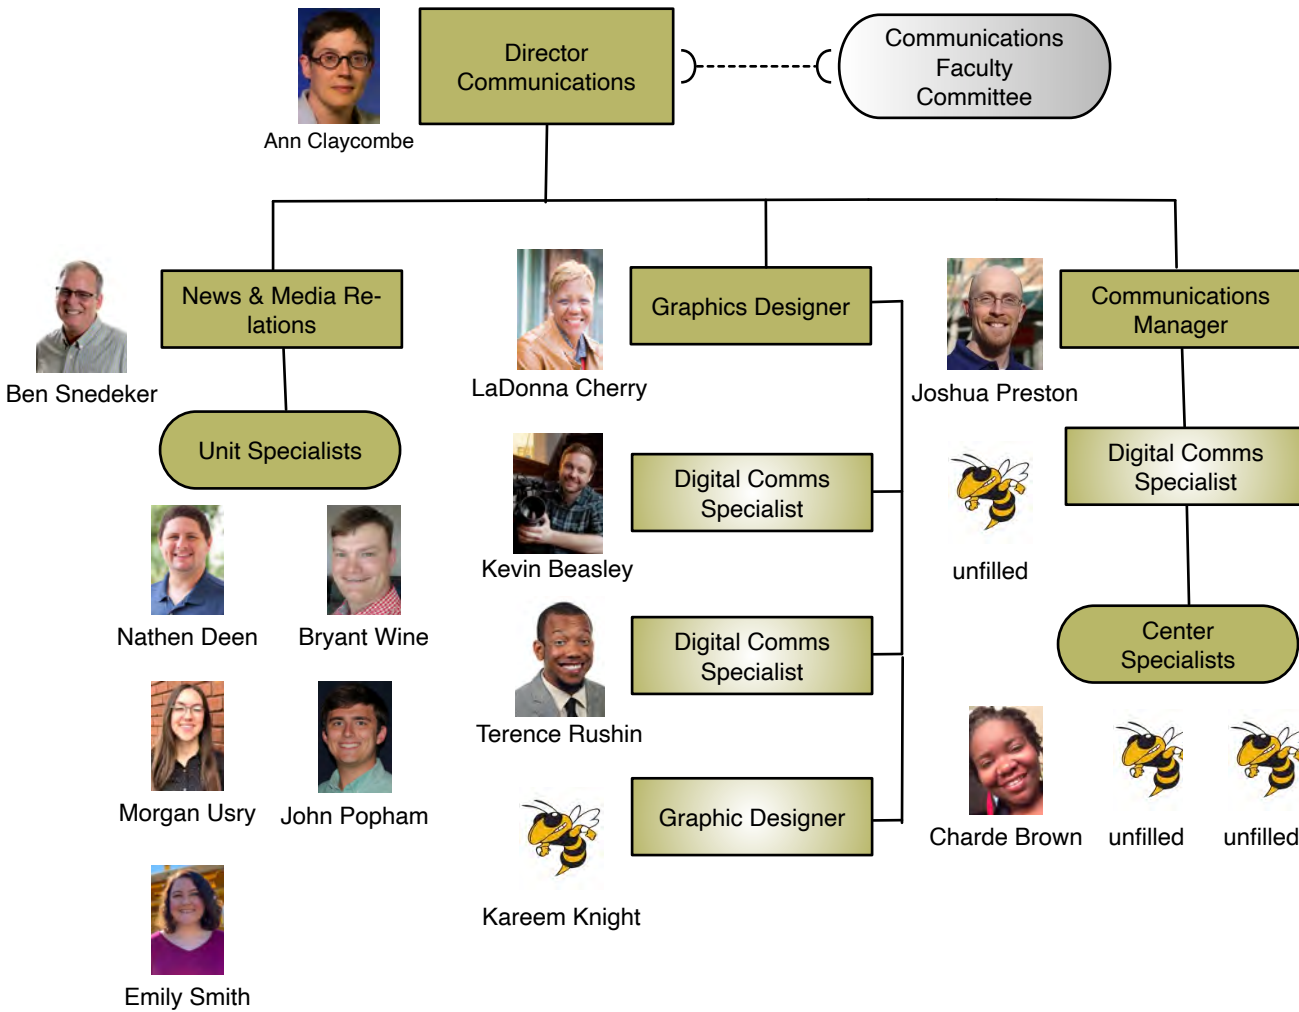 Director
Communications
Communications
Faculty
Committee
Ann Claycombe
News & Media Re-
lations
Ben Snedeker
Graphics Designer
LaDonna Cherry
Communications
Manager
Joshua Preston
Unit Specialists
Digital Comms
Specialist
Kevin Beasley
Digital Comms
Specialist
unfilled
Nathen Deen
Bryant Wine
Digital Comms
Specialist
Terence Rushin
Center
Specialists
Morgan Usry
John Popham
Graphic Designer
Kareem Knight
Charde Brown
unfilled
unfilled
Emily Smith